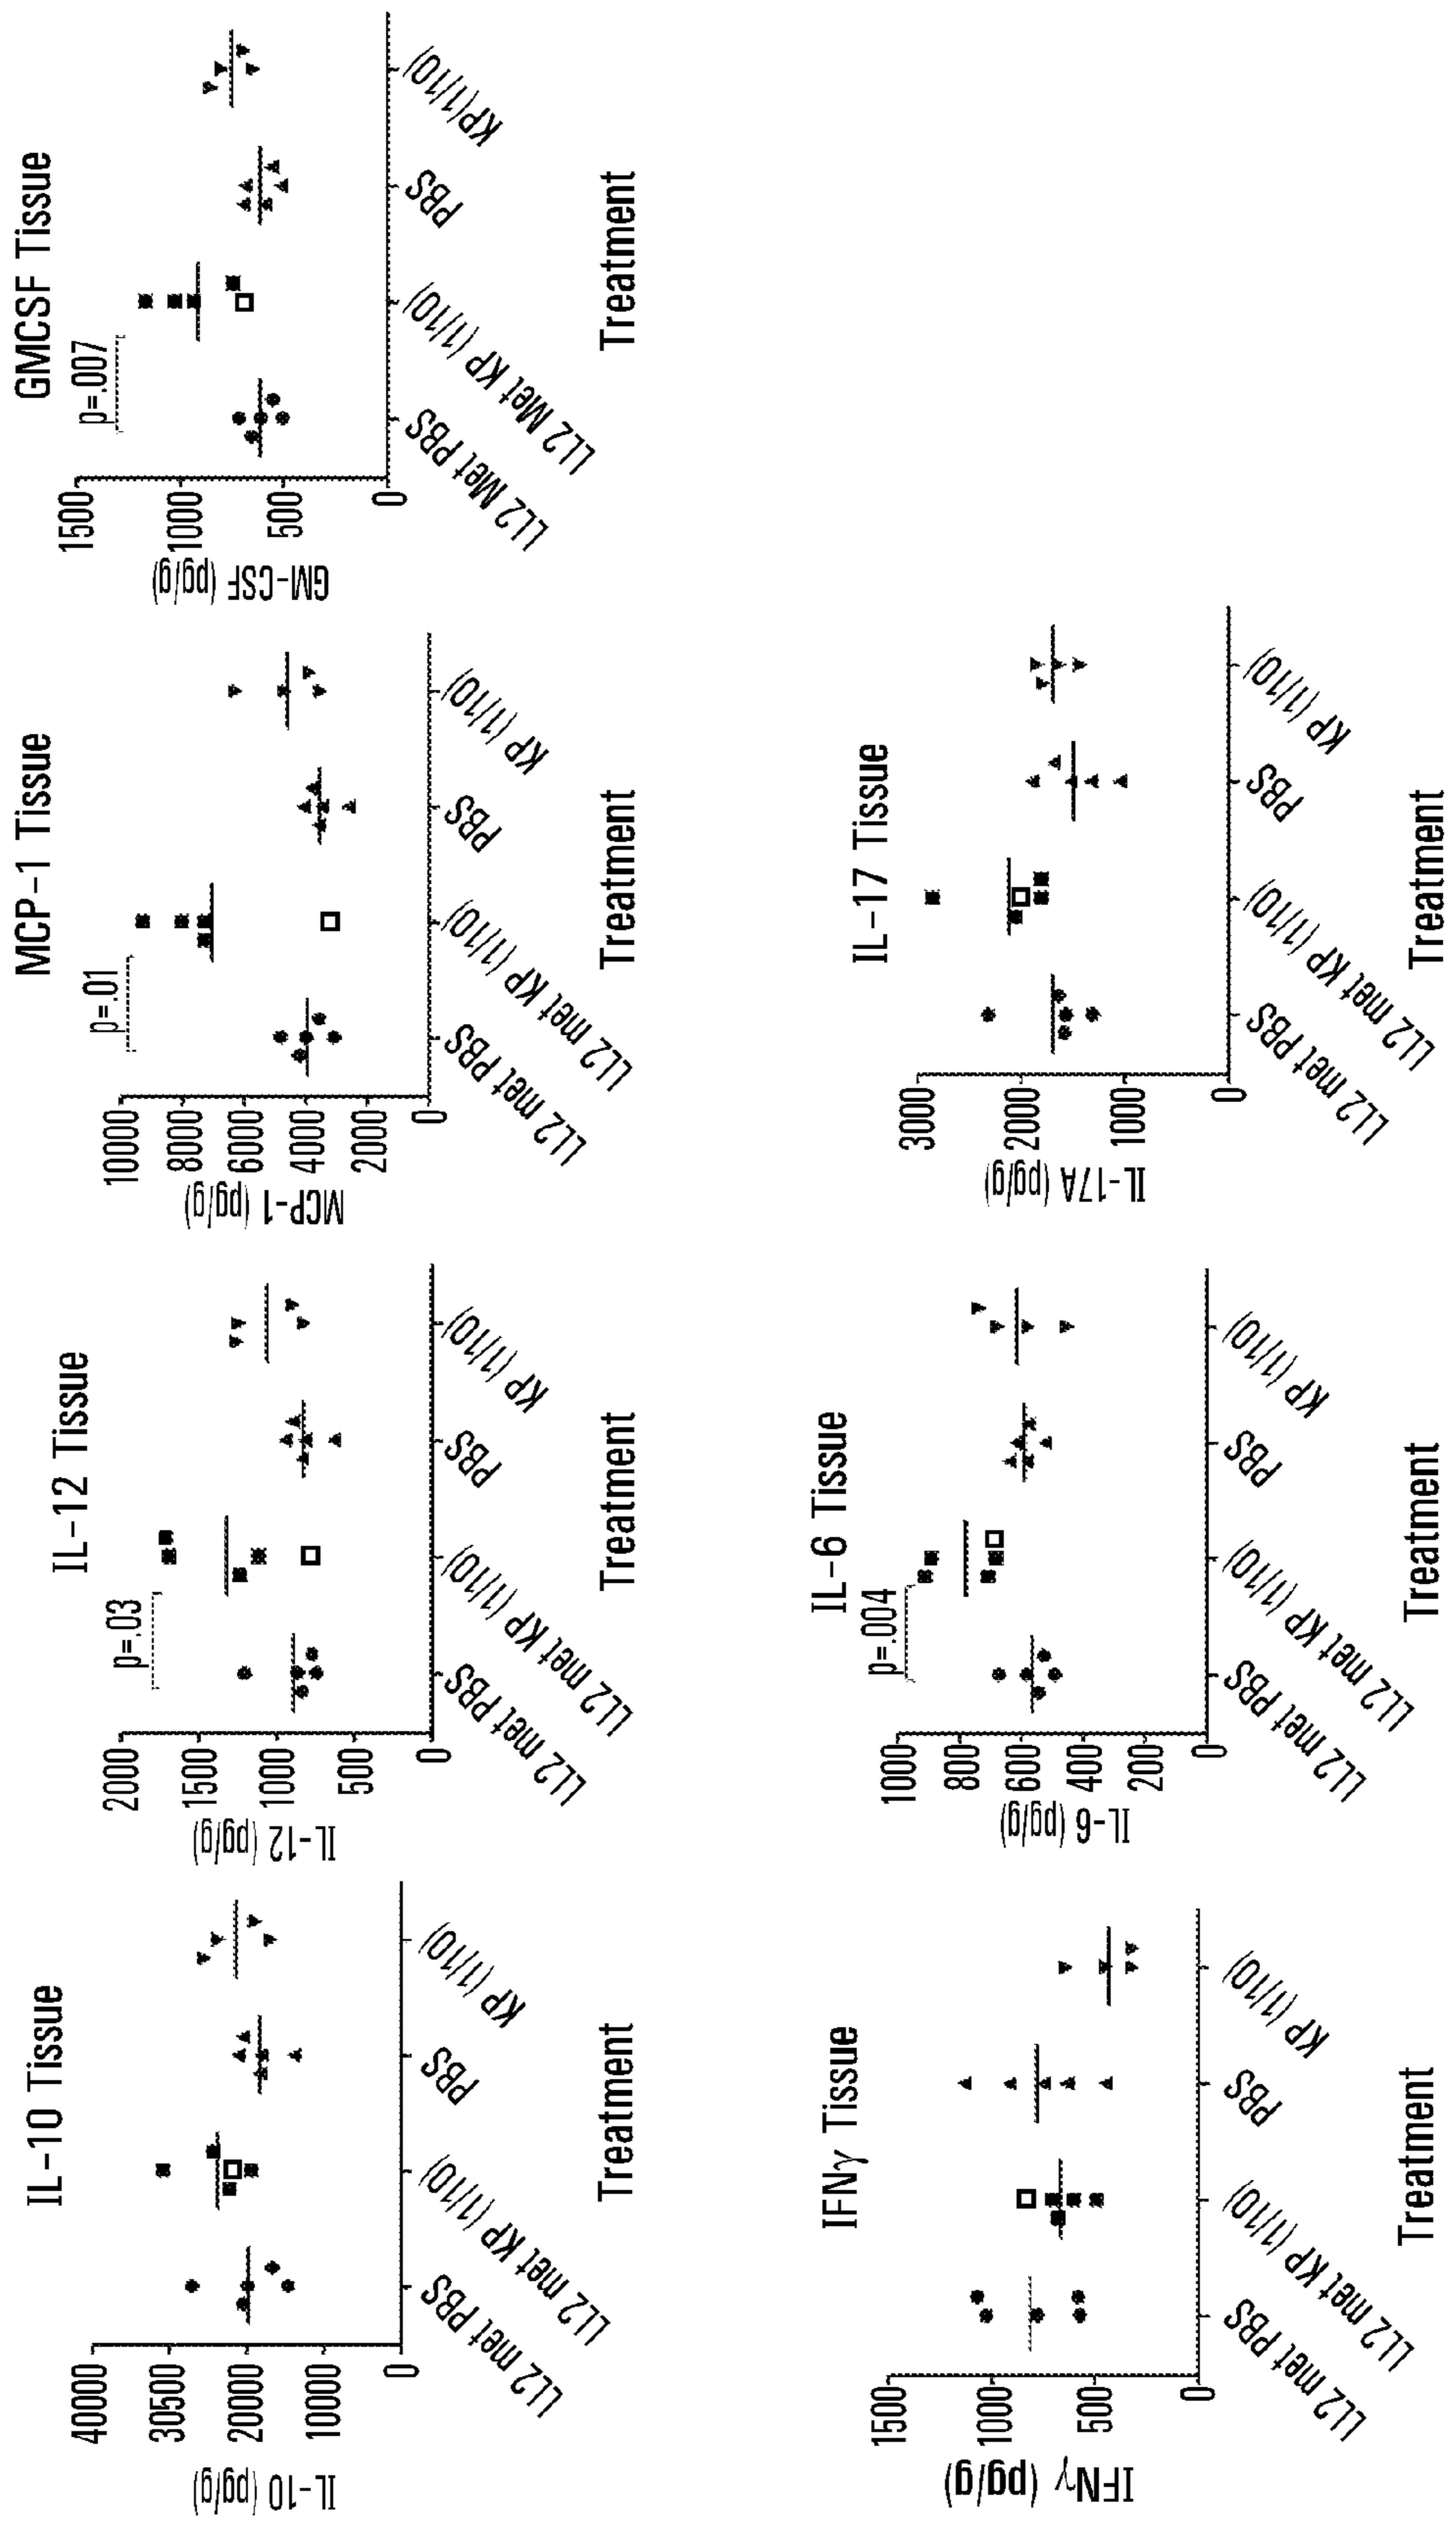 IL-10 Tissue
IL-10 (pg/g)
40000
30500
20000
10000
0
LL2 met PBS
LL2 met KP (1/10)
PBS
KP (1/10)
Treatment
IL-12 Tissue
p=.03
IL-12 (pg/g)
2000
1500
1000
500
0
LL2 met PBS
LL2 met KP (1/10)
PBS
KP (1/10)
Treatment
MCP-1 Tissue
p=.01
MCP-1 (pg/g)
10000
8000
6000
4000
2000
0
LL2 met PBS
LL2 met KP (1/10)
PBS
KP (1/10)
Treatment
GMCSF Tissue
p=.007
GM-CSF (pg/g)
1500
1000
500
0
LL2 Met PBS
LL2 Met KP (1/10)
PBS
KP(1/10)
Treatment
IFNγ Tissue
IFNγ (pg/g)
1500
1000
500
0
LL2 met PBS
LL2 met KP (1/10)
PBS
KP (1/10)
Treatment
IL-6 Tissue
p=.004
IL-6 (pg/g)
1000
800
600
400
200
0
LL2 met PBS
LL2 met KP (1/10)
PBS
KP (1/10)
Treatment
IL-17 Tissue
IL-17A (pg/g)
3000
2000
1000
0
LL2 met PBS
LL2 met KP (1/10)
PBS
KP (1/10)
Treatment